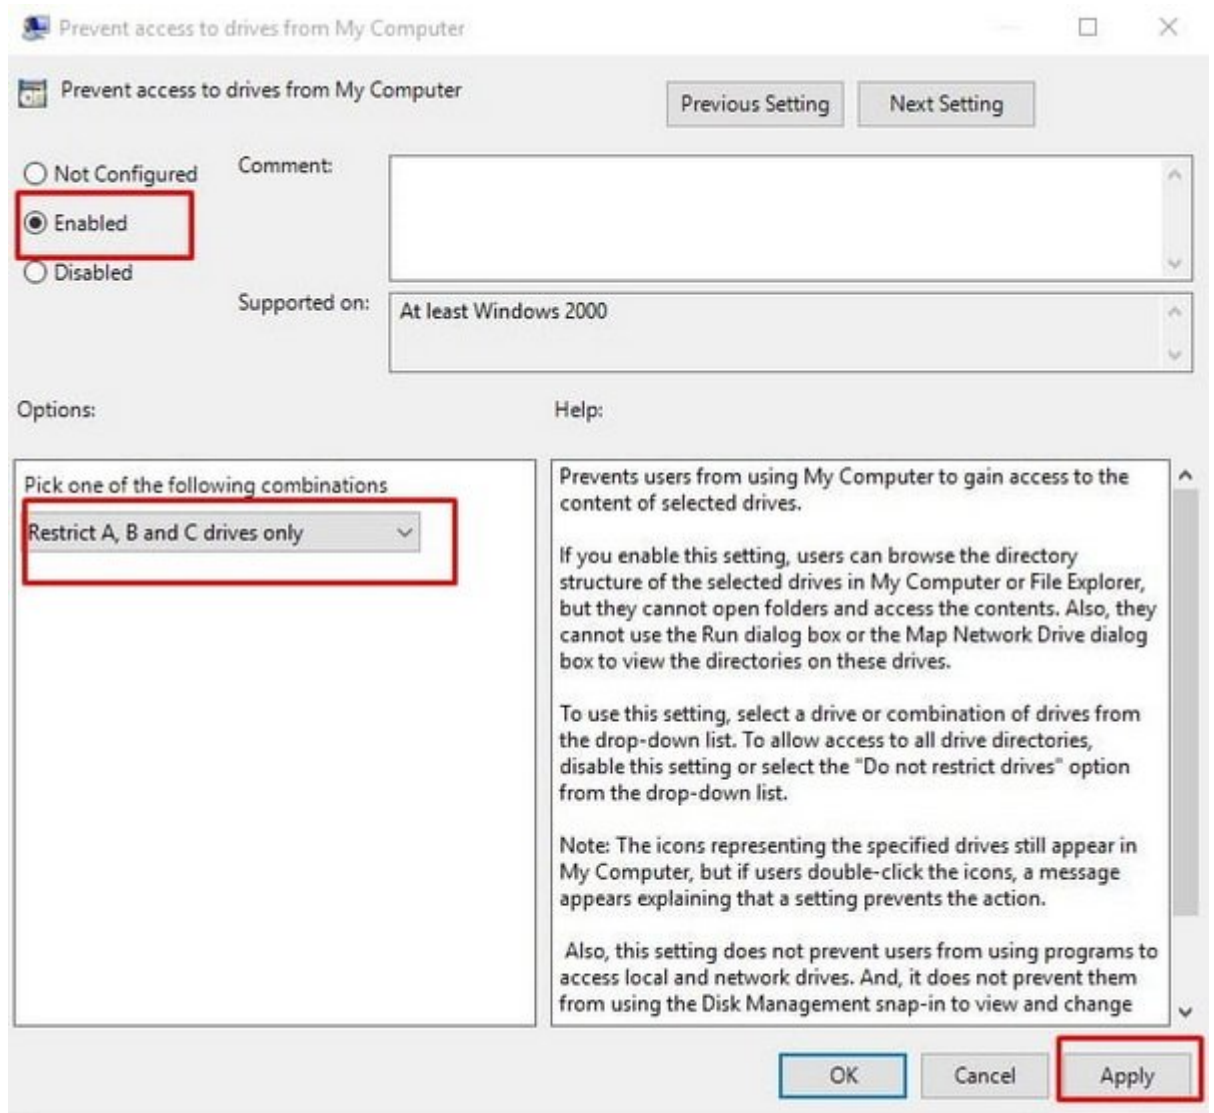 Prevent access to drives from My Computer
Prevent access to drives from My Computer
Previous Setting
Next Setting
Not Configured
Comment:
Enabled
Disabled
Supported on:
At least Windows 2000
Options:
Help:
Pick one of the following combinations
Restrict A, B and C drives only
Prevents users from using My Computer to gain access to the
content of selected drives.
If you enable this setting, users can browse the directory
structure of the selected drives in My Computer or File Explorer,
but they cannot open folders and access the contents. Also, they
cannot use the Run dialog box or the Map Network Drive dialog
box to view the directories on these drives.
To use this setting, select a drive or combination of drives from
the drop-down list. To allow access to all drive directories,
disable this setting or select the "Do not restrict drives" option
from the drop-down list.
Note: The icons representing the specified drives still appear in
My Computer, but if users double-click the icons, a message
appears explaining that a setting prevents the action.
Also, this setting does not prevent users from using programs to
access local and network drives. And, it does not prevent them
from using the Disk Management snap-in to view and change
OK
Cancel
Apply